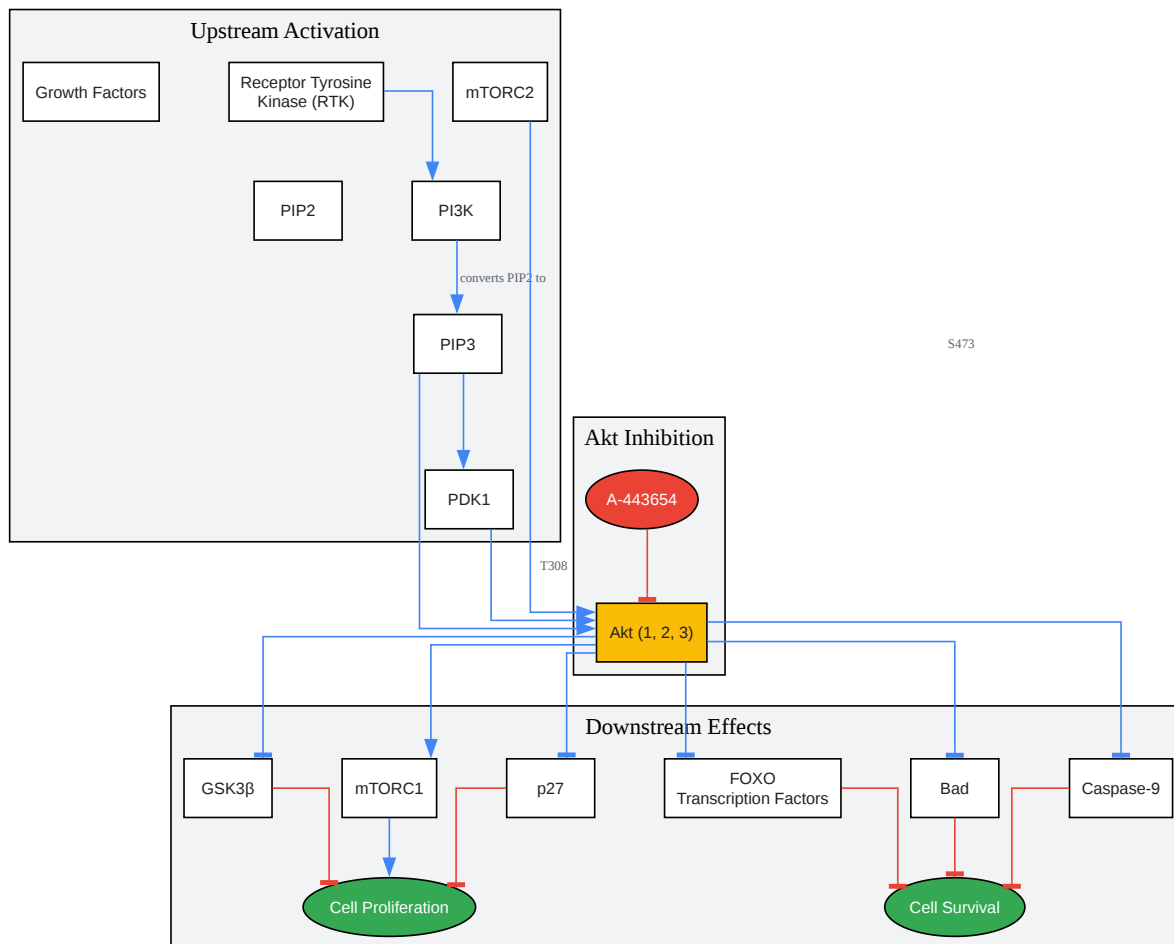 Upstream Activation
Growth Factors
Receptor Tyrosine
Kinase (RTK)
mTORC2
PIP2
PI3K
converts PIP2 to
PIP3
S473
Akt Inhibition
PDK1
A-443654
T308
Akt (1, 2, 3)
Downstream Effects
GSK3β
mTORC1
p27
FOXO
Transcription Factors
Bad
Caspase-9
Cell Proliferation
Cell Survival